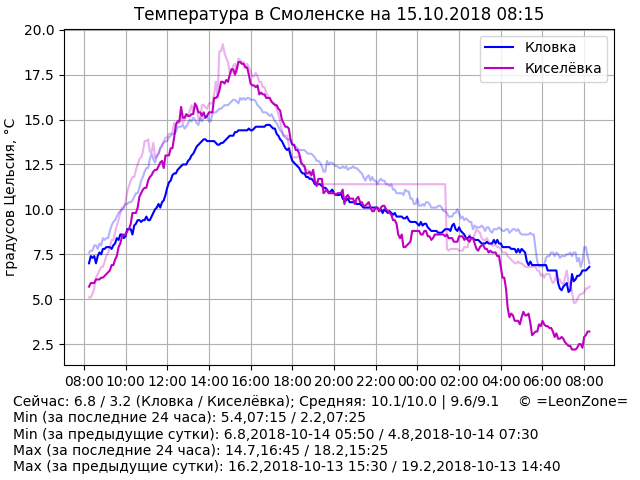 Температура в Смоленске на 15.10.2018 08:15
20.0
17.5
15.0
12.5
10.0
7.5
5.0
2.5
градусов Цельсия, °C
Кловка
Киселёвка
08:00 10:00 12:00 14:00 16:00 18:00 20:00 22:00 00:00 02:00 04:00 06:00 08:00
Сейчас: 6.8 / 3.2 (Кловка / Киселёвка); Средняя: 10.1/10.0 | 9.6/9.1 © =LeonZone=
Min (за последние 24 часа): 5.4,07:15 / 2.2,07:25
Min (за предыдущие сутки): 6.8,2018-10-14 05:50 / 4.8,2018-10-14 07:30
Max (за последние 24 часа): 14.7,16:45 / 18.2,15:25
Max (за предыдущие сутки): 16.2,2018-10-13 15:30 / 19.2,2018-10-13 14:40